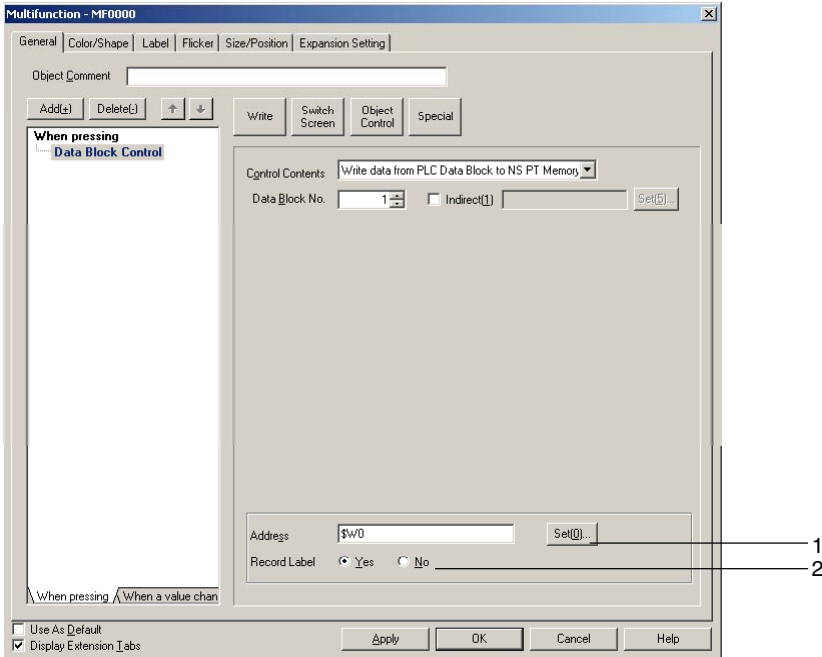 Multifunction - MF0000
General Color/Shape Label Flicker Size/Position Expansion Setting
Object Comment
Add(+) Delete(-)
Write Switch Screen Object Control Special
When pressing
Data Block Control
Control Contents Write data from PLC Data Block to NS PT Memory
Data Block No. 1 Indirect(1) Set(5)...
Address $W0 Set(0)... 1
Record Label Yes No 2
When pressing When a value chan
Use As Default
Display Extension Tabs
Apply OK Cancel Help